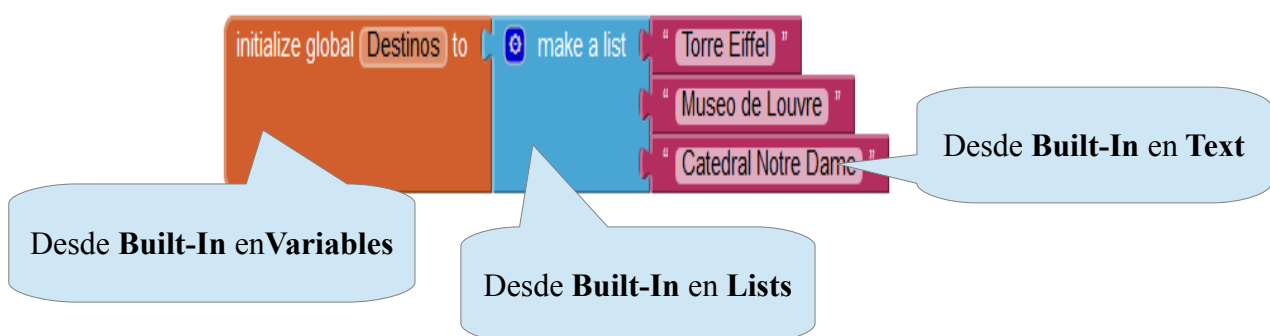 initialize global Destinos to make a list “ Torre Eiffel ”
“ Museo de Louvre ”
“ Catedral Notre Dame ”
Desde Built-In en Text
Desde Built-In enVariables
Desde Built-In en Lists